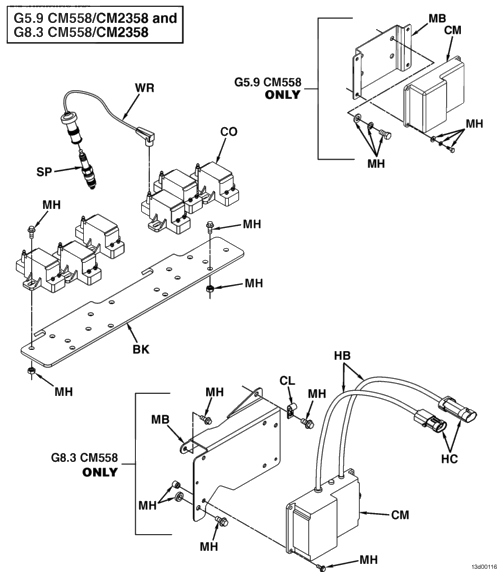 G5.9 CM558/CM2358 and
G8.3 CM558/CM2358
WR
SP
CO
MH
MH
MH
BK
MH
MB
CM
G5.9 CM558
ONLY
MH
MH
HB
CL
MH
MH
MB
G8.3 CM558
ONLY
HC
MH
CM
MH
MH
13d00116